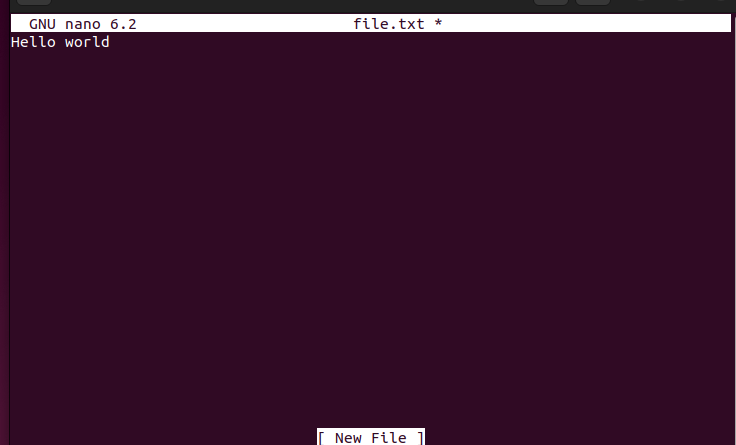 GNU nano 6.2 file.txt *
Hello world
[ New File ]